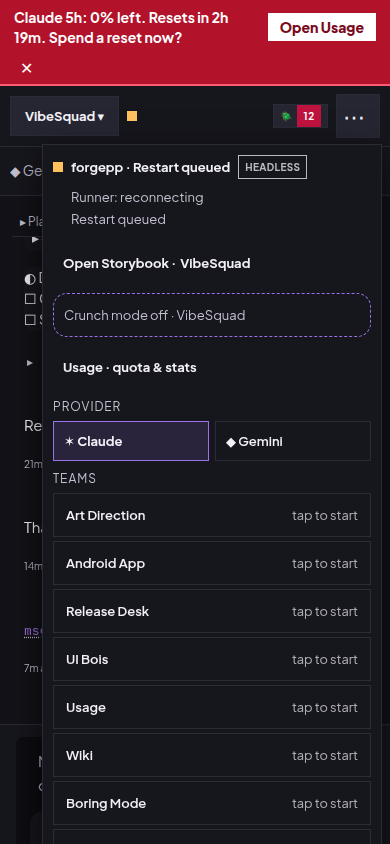 Claude 5h: 0% left. Resets in 2h
19m. Spend a reset now?
Open Usage
✕
VibeSquad ▾
12
...
forgepp · Restart queued
HEADLESS
Runner: reconnecting
Restart queued
Open Storybook · VibeSquad
Crunch mode off · VibeSquad
Usage · quota & stats
PROVIDER
✶ Claude
◆ Gemini
TEAMS
Art Direction
tap to start
Android App
tap to start
Release Desk
tap to start
UI Bois
tap to start
Usage
tap to start
Wiki
tap to start
Boring Mode
tap to start
21m
14m
7m